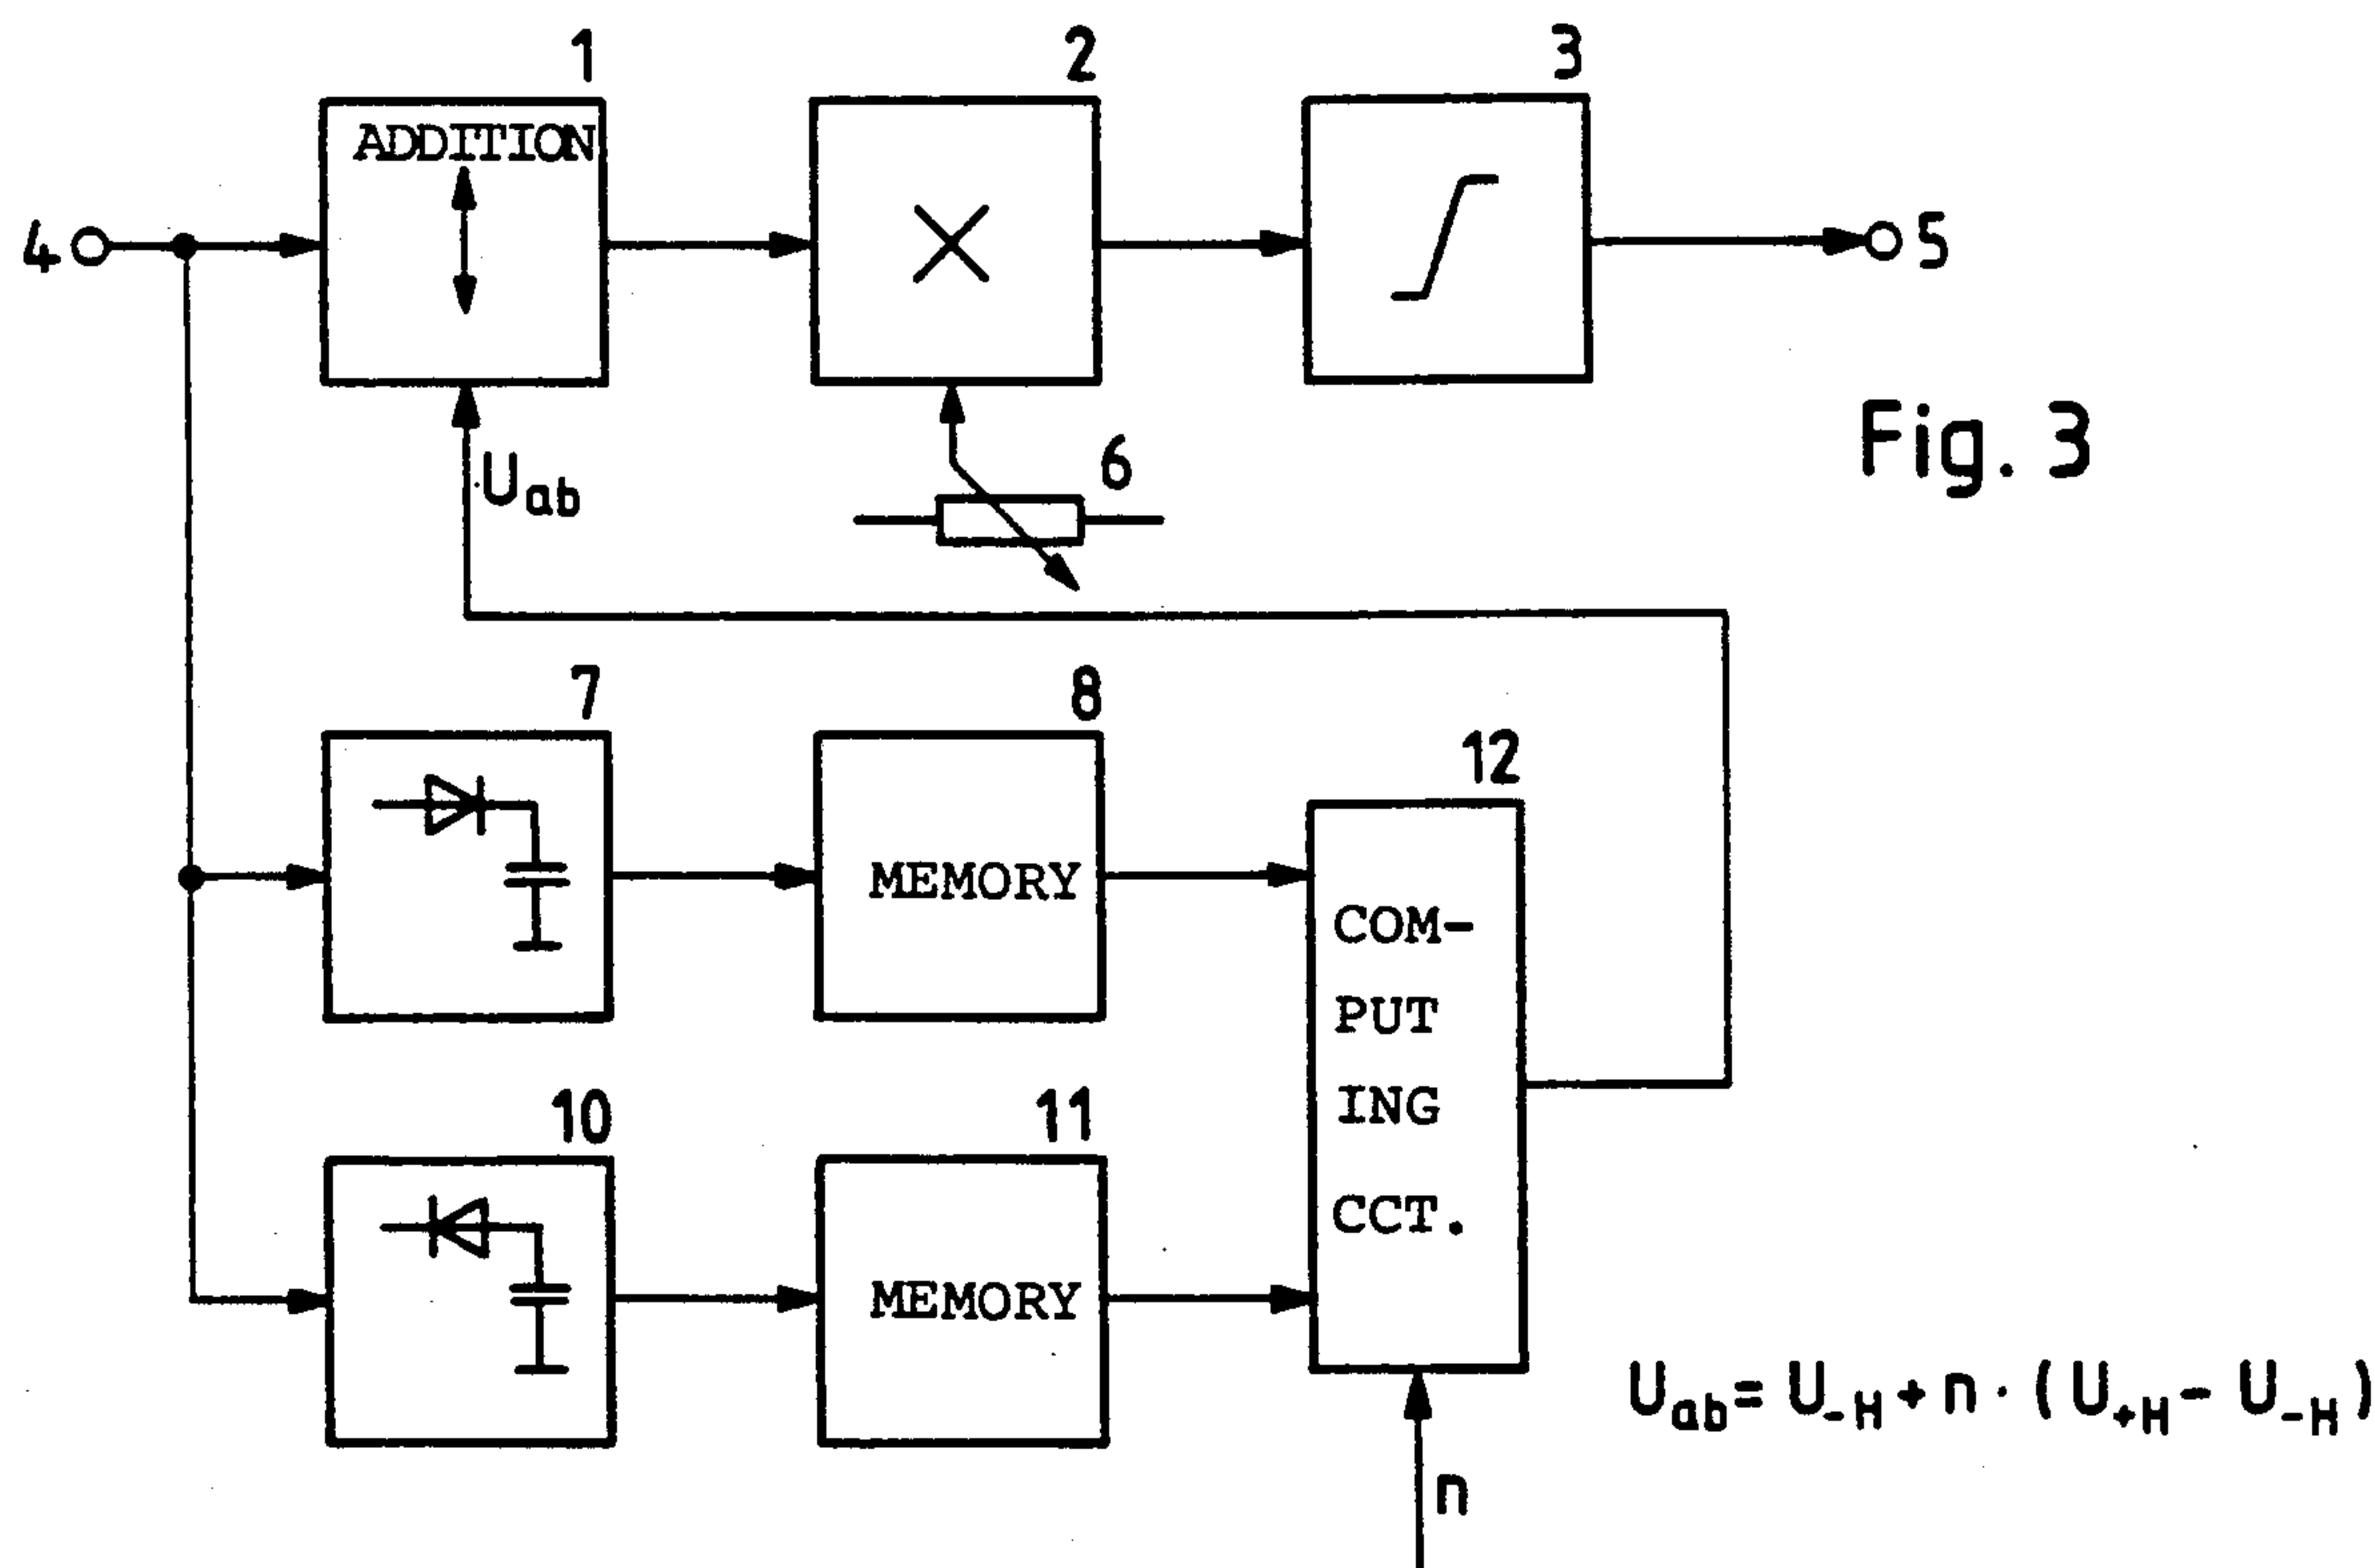 1
2
3
ADDITION
4
5
Uab
6
Fig. 3
7
8
12
MEMORY
COM-
PUT
ING
CCT.
10
11
MEMORY
Uab = U-H + n · (U+H - U-H)
n